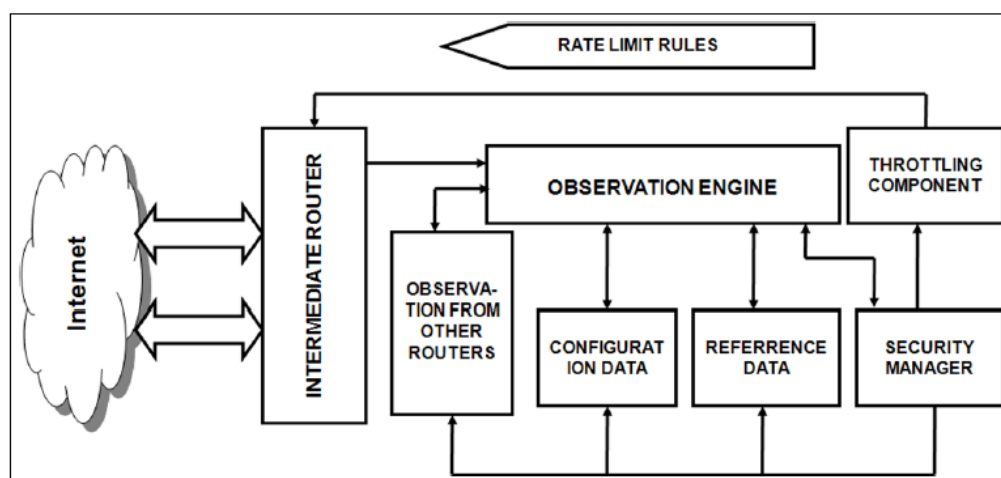 RATE LIMIT RULES
Internet
INTERMEDIATE ROUTER
OBSERVATION ENGINE
THROTTLING
COMPONENT
OBSERVA-
TION FROM
OTHER
ROUTERS
CONFIGURAT
ION DATA
REFERRENCE
DATA
SECURITY
MANAGER